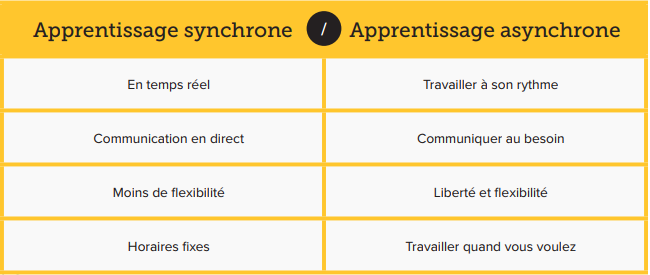 Apprentissage synchrone / Apprentissage asynchrone
En temps réel Travailler à son rythme
Communication en direct Communiquer au besoin
Moins de flexibilité Liberté et flexibilité
Horaires fixes Travailler quand vous voulez